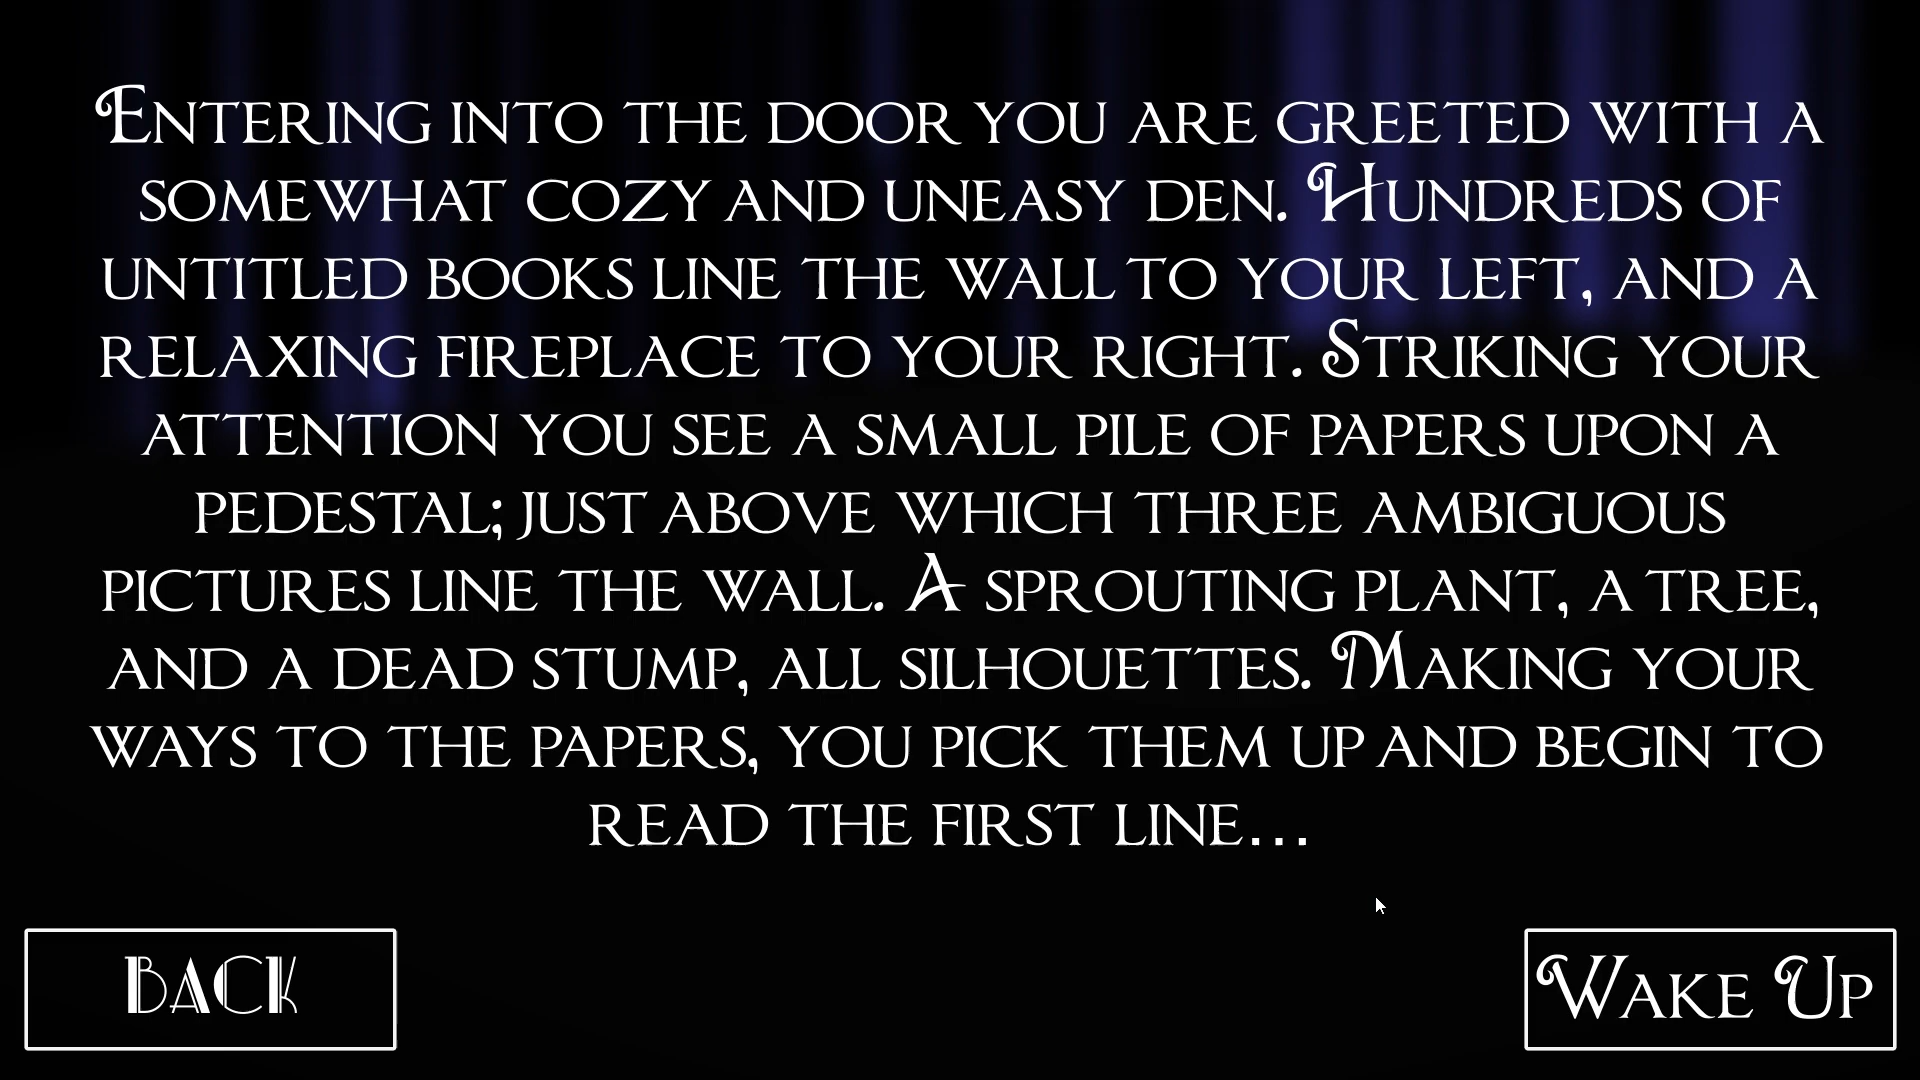 Entering into the door you are greeted with a
somewhat cozy and uneasy den. Hundreds of
untitled books line the wall to your left, and a
relaxing fireplace to your right. Striking your
attention you see a small pile of papers upon a
pedestal; just above which three ambiguous
pictures line the wall. A sprouting plant, a tree,
and a dead stump, all silhouettes. Making your
ways to the papers, you pick them up and begin to
read the first line...
Back
Wake Up